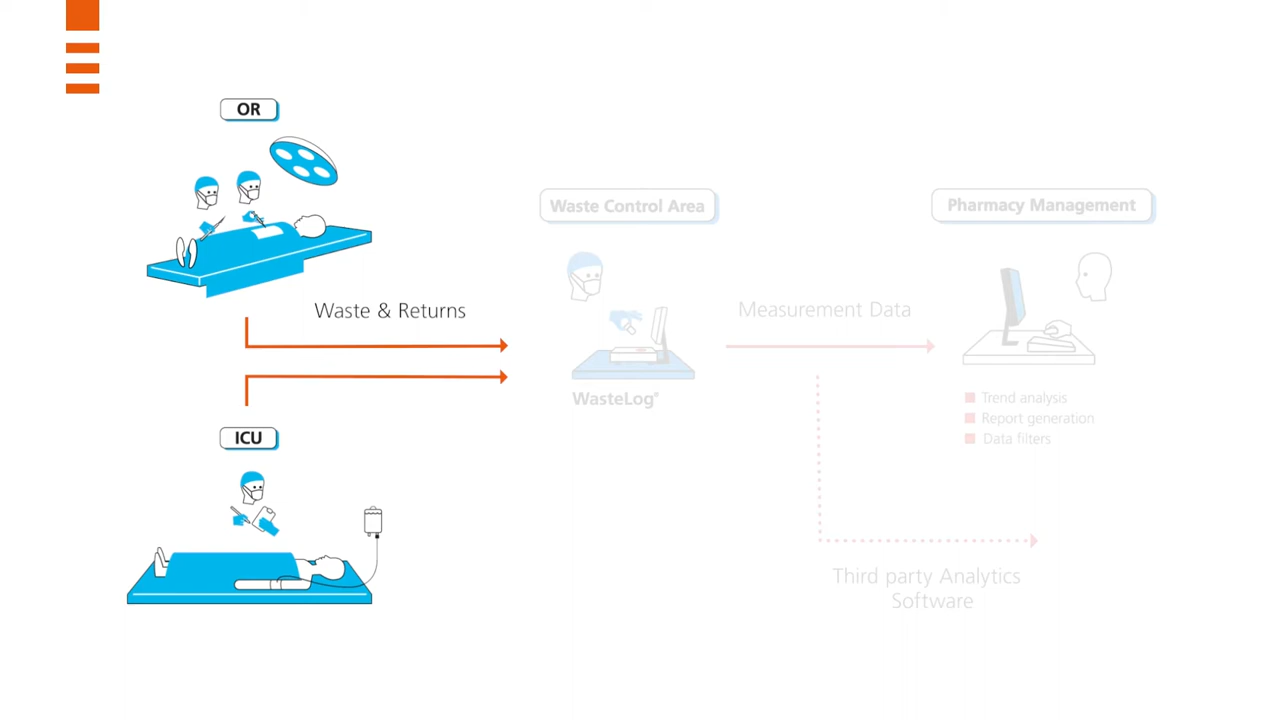 OR
Waste & Returns
ICU
Waste Control Area
WasteLog®
Measurement Data
Pharmacy Management
Trend analysis
Report generation
Data filters
Third party Analytics
Software